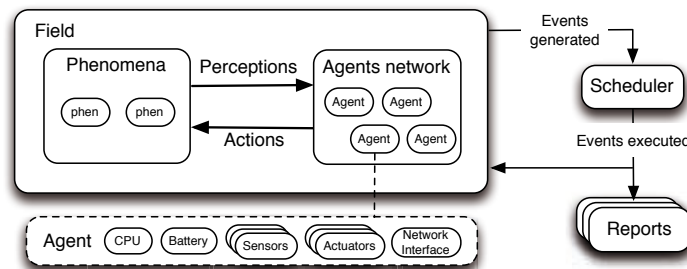 Field
Phenomena
phen
phen
Perceptions
Actions
Agents network
Agent
Agent
Agent
Agent
Events
generated
Scheduler
Events executed
Reports
Agent
CPU
Battery
Sensors
Actuators
Network
Interface